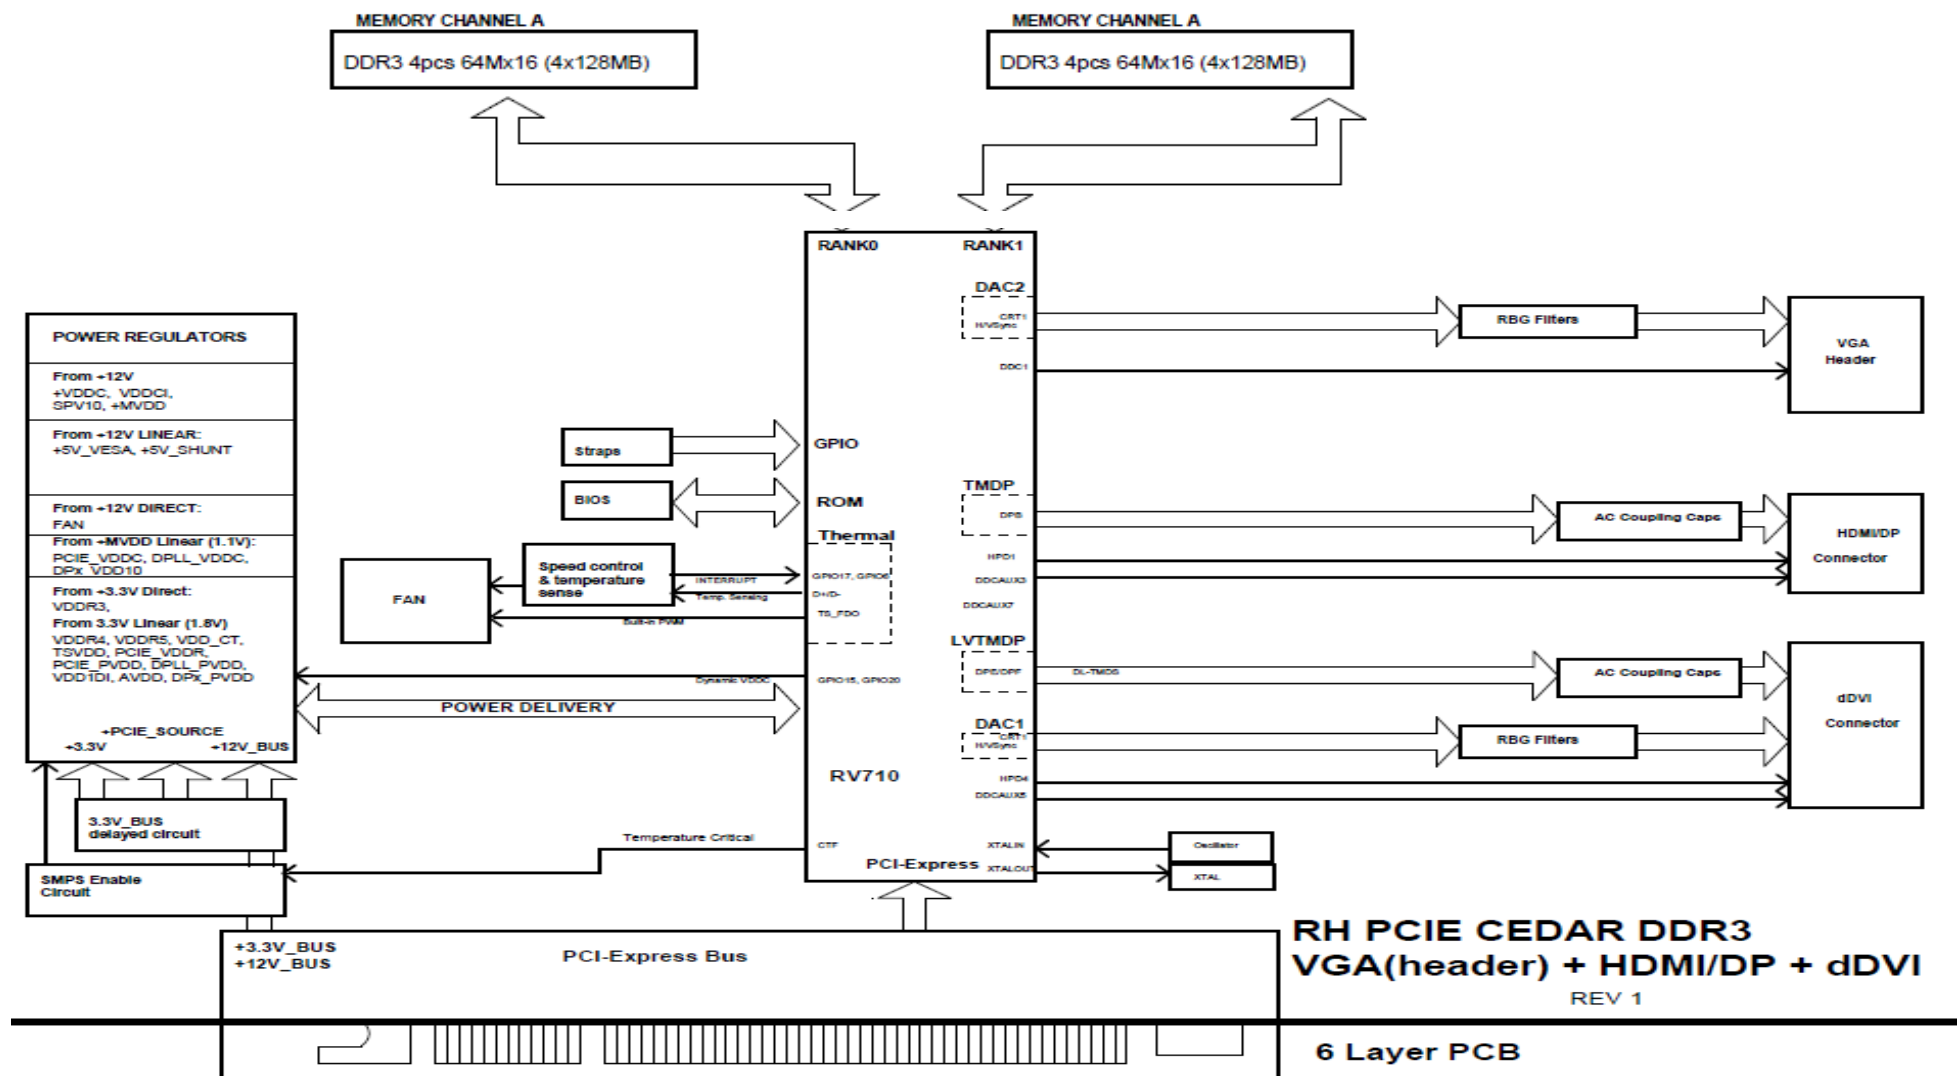 MEMORY CHANNEL A
DDR3 4pcs 64Mx16 (4x128MB)
MEMORY CHANNEL A
DDR3 4pcs 64Mx16 (4x128MB)
RANK0
RANK1
DAC2
CRT1
H/VSync
DDC1
RBG Filters
VGA
Header
POWER REGULATORS
From +12V
+VDDC, VDDCI,
SPV10, +MVDD
From +12V LINEAR:
+5V_VESA, +5V_SHUNT
From +12V DIRECT:
FAN
From +MVDD Linear (1.1V):
PCIE_VDDC, DPLL_VDDC,
DPx_VDD10
From +3.3V Direct:
VDDR3,
From 3.3V Linear (1.8V)
VDDR4, VDDR5, VDD_CT,
TSVDD, PCIE_VDDR,
PCIE_PVDD, DPLL_PVDD,
VDD1DI, AVDD, DPx_PVDD
+PCIE_SOURCE
+3.3V
+12V_BUS
Straps
GPIO
BIOS
ROM
Thermal
FAN
Speed control
& temperature
sense
INTERRUPT
GPIO17, GPIO6
Temp. Sensing
D+/D-
Built-in PWM
TS_FDO
Dynamic VDDC
GPIO15, GPIO20
POWER DELIVERY
TMDP
DPB
AC Coupling Caps
HDMI/DP
Connector
HPD1
DDCAUX3
DDCAUX7
LVTMDP
DPE/DPF
DL-TMDS
AC Coupling Caps
dDVI
Connector
DAC1
CRT1
H/VSync
RBG Filters
RV710
HPD4
DDCAUX5
3.3V_BUS
delayed circuit
SMPS Enable
Circuit
Temperature Critical
CTF
XTALIN
Oscillator
PCI-Express
XTALOUT
XTAL
+3.3V_BUS
+12V_BUS
PCI-Express Bus
RH PCIE CEDAR DDR3
VGA(header) + HDMI/DP + dDVI
REV 1
6 Layer PCB